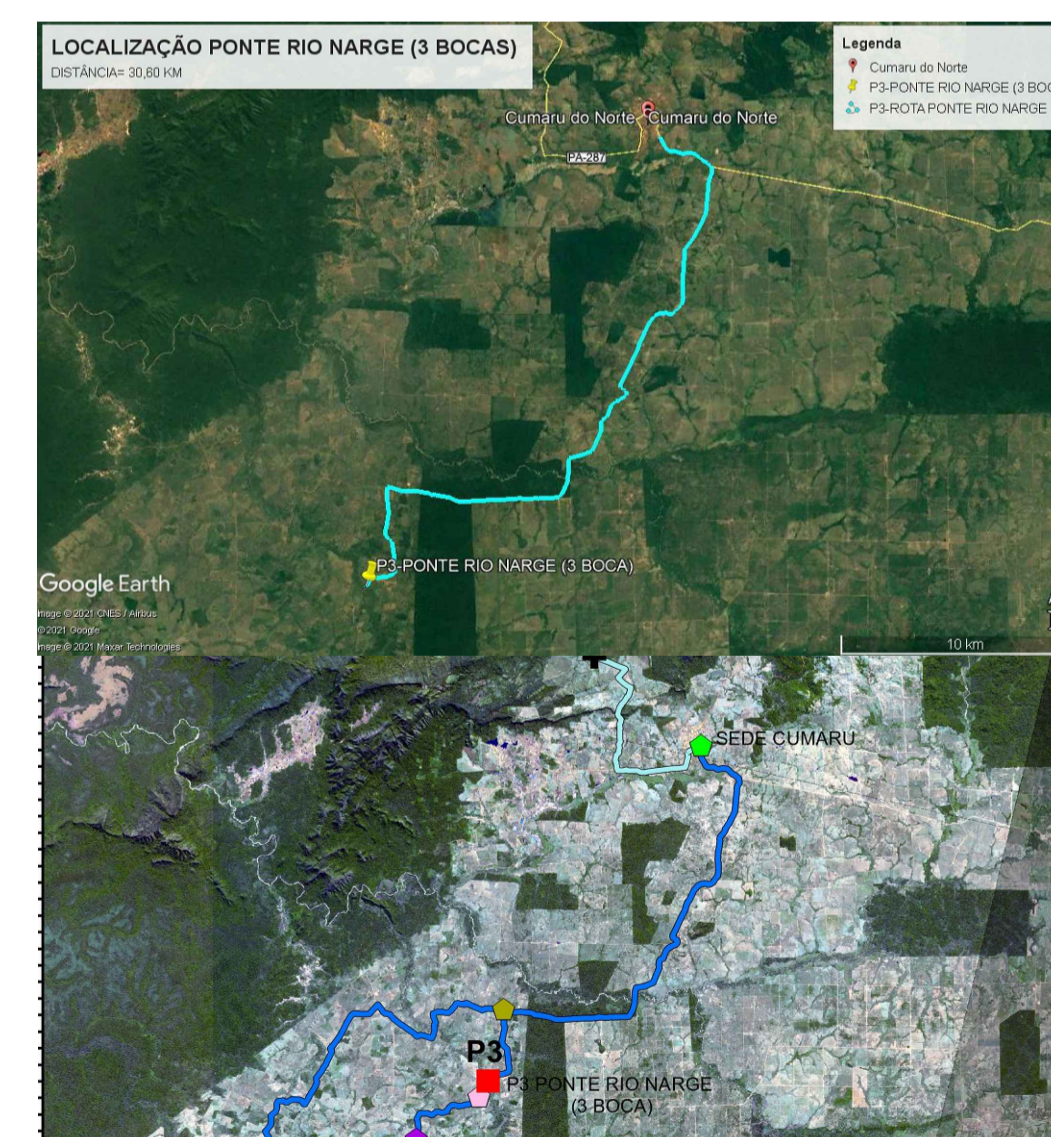 LOCALIZAÇÃO PONTE RIO NARGE (3 BOCAS)
DISTÂNCIA= 30,60 KM
Legenda
Cumaru do Norte
P3-PONTE RIO NARGE (3 BOC
P3-ROTA PONTE RIO NARGE
Cumaru do Norte Cumaru do Norte
PA-287
P3-PONTE RIO NARGE (3 BOCA)
Google Earth
Image © 2021 CNES / Airbus
© 2021 Google
Image © 2021 Maxar Technologies
10 km
SEDE CUMARU
P3
P3 PONTE RIO NARGE
(3 BOCA)